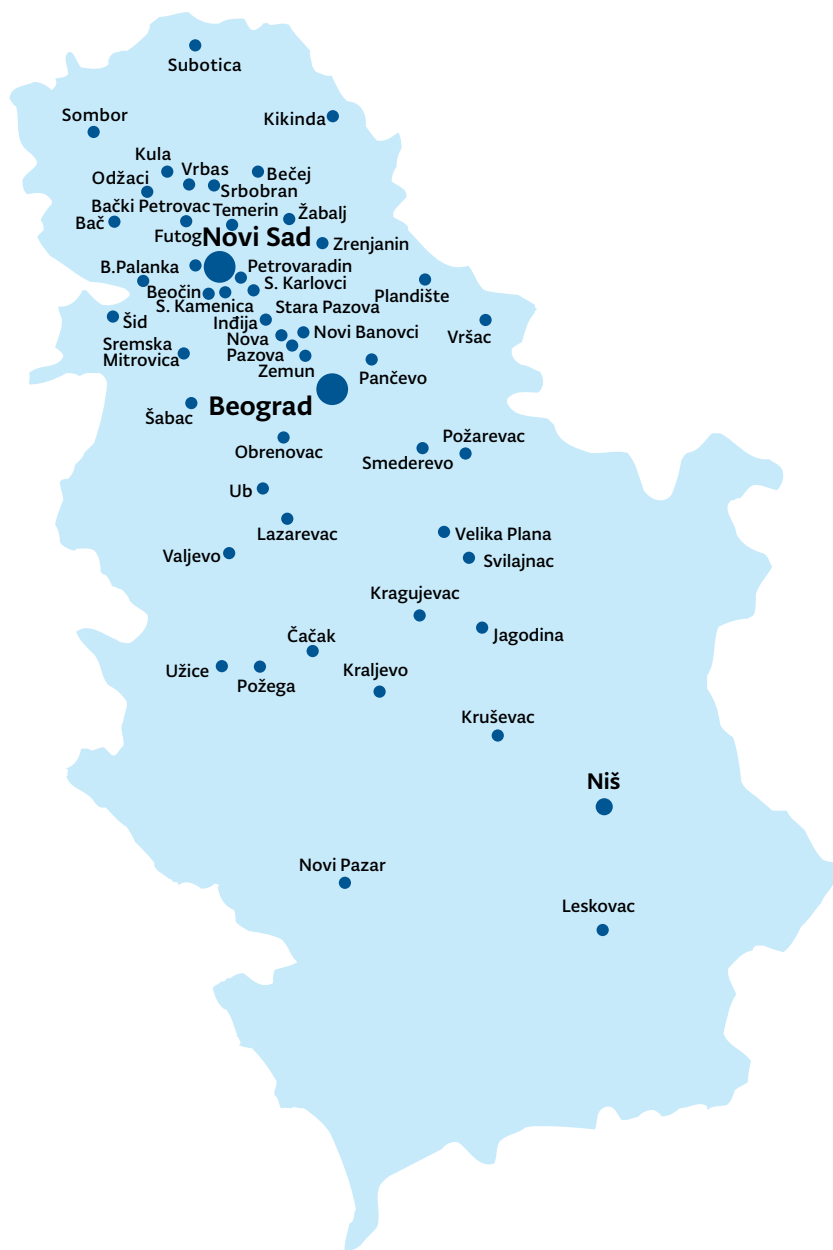 Subotica
Sombor
Kikinda
Kula
Vrbas
Bečej
Odžaci
Srbobran
Bački Petrovac
Temerin
Žabalj
Bač
Futog
Novi Sad
Zrenjanin
B.Palanka
Petrovaradin
S. Karlovci
Plandište
Beočin
S. Kamenica
Stara Pazova
Šid
Inđija
Novi Banovci
Vršac
Sremska
Mitrovica
Nova
Pazova
Zemun
Pančevo
Beograd
Šabac
Obrenovac
Požarevac
Smederevo
Ub
Lazarevac
Velika Plana
Valjevo
Svilajnac
Kragujevac
Jagodina
Čačak
Užice
Požega
Kraljevo
Kruševac
Niš
Novi Pazar
Leskovac